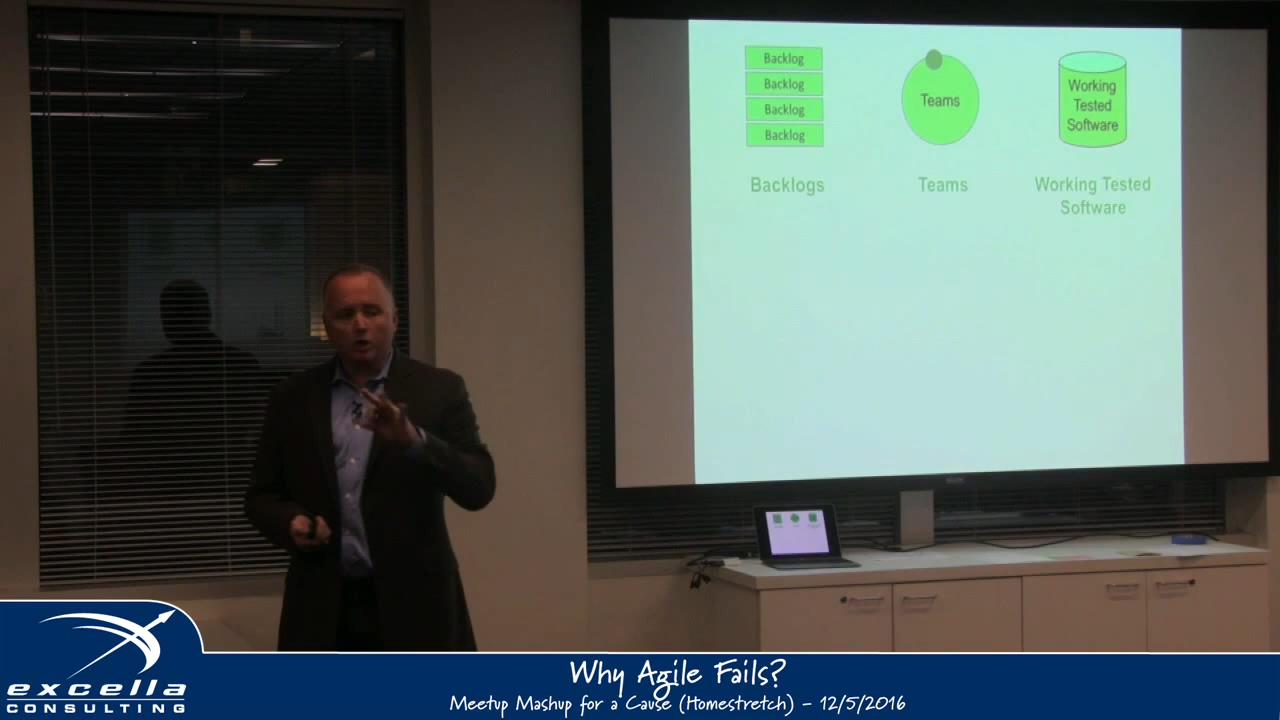 Backlog
Backlog
Backlog
Backlog
Teams
Working
Tested
Software
Backlogs
Teams
Working Tested
Software
excella
CONSULTING
Why Agile Fails?
Meetup Mashup for a Cause (Homestretch) - 12/5/2016